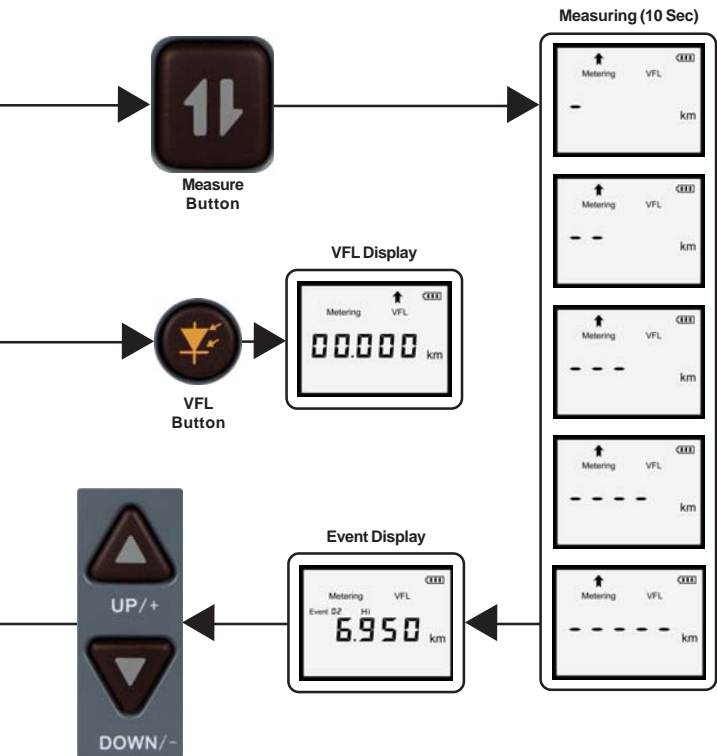 Measuring (10 Sec)
Metering VFL
-
km
Measure
Button
Metering VFL
- -
km
VFL Display
Metering VFL
00.000 km
VFL
Button
Metering VFL
- - -
km
Metering VFL
- - - -
km
UP/+
DOWN/-
Event Display
Metering VFL
Event 02 Hi
6.950 km
Metering VFL
- - - - -
km